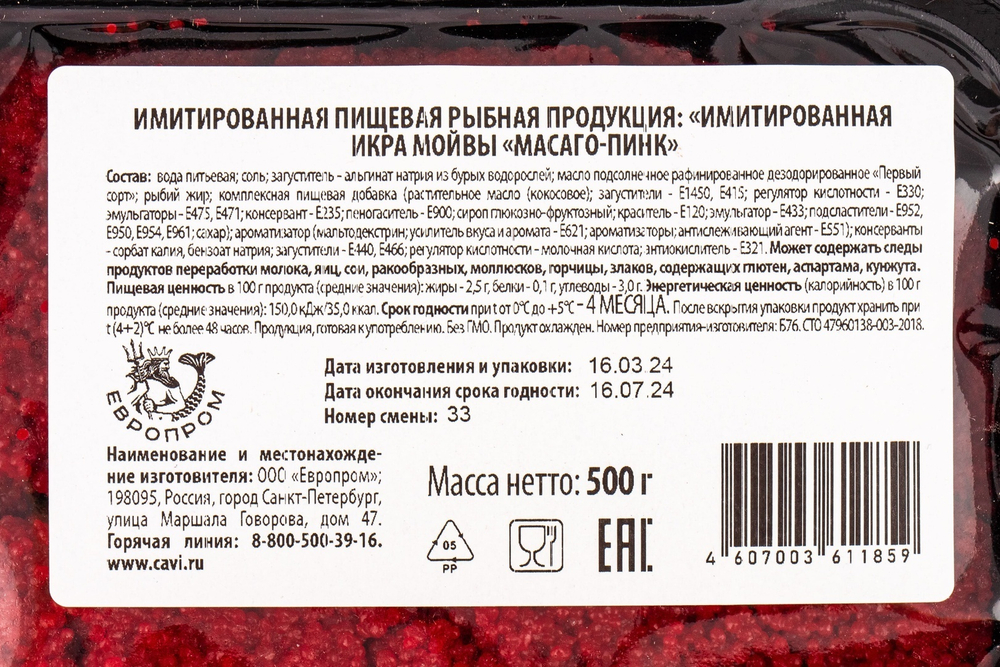 ИМИТИРОВАННАЯ ПИЩЕВАЯ РЫБНАЯ ПРОДУКЦИЯ: «ИМИТИРОВАННАЯ
ИКРА МОЙВЫ «МАСАГО-ПИНК»
Состав: вода питьевая; соль; загуститель - альгинат натрия из бурых водорослей; масло подсолнечное рафинированное дезодорированное «Первый
сорт»; рыбий жир; комплексная пищевая добавка (растительное масло (кокосовое); загустители - Е1450, Е415; регулятор кислотности - Е330;
эмульгаторы - Е475, Е471; консервант - Е235; пеногаситель - Е900; сироп глюкозно-фруктозный; краситель - Е120; эмульгатор - Е433; подсластители - Е952,
Е950, Е954, Е961; сахар); ароматизатор (мальтодекстрин; усилитель вкуса и аромата - Е621; ароматизаторы; антислеживающий агент - Е551); консерванты
- сорбат калия, бензоат натрия; загустители - Е440, Е466; регулятор кислотности - молочная кислота; антиокислитель - Е321. Может содержать следы
продуктов переработки молока, яиц, сои, ракообразных, моллюсков, горчицы, злаков, содержащих глютен, аспартама, кунжута.
Пищевая ценность в 100 г продукта (средние значения): жиры - 2,5 г, белки - 0,1 г, углеводы - 3,0 г. Энергетическая ценность (калорийность) в 100 г
продукта (средние значения): 150,0 кДж/35,0 ккал. Срок годности при t от 0°С до +5°С – 4 МЕСЯЦА. После вскрытия упаковки продукт хранить при
t (4±2)°С не более 48 часов. Продукция, готовая к употреблению. Без ГМО. Продукт охлажден. Номер предприятия-изготовителя: Б76. СТО 47960138-003-2018.
ЕВРОПРОМ
Дата изготовления и упаковки: 16.03.24
Дата окончания срока годности: 16.07.24
Номер смены: 33
Наименование и местонахожде-
ние изготовителя: ООО «Европром»;
198095, Россия, город Санкт-Петербург,
улица Маршала Говорова, дом 47.
Горячая линия: 8-800-500-39-16.
www.cavi.ru
Масса нетто: 500 г
05
PP
ЕАС
4 607003 611859